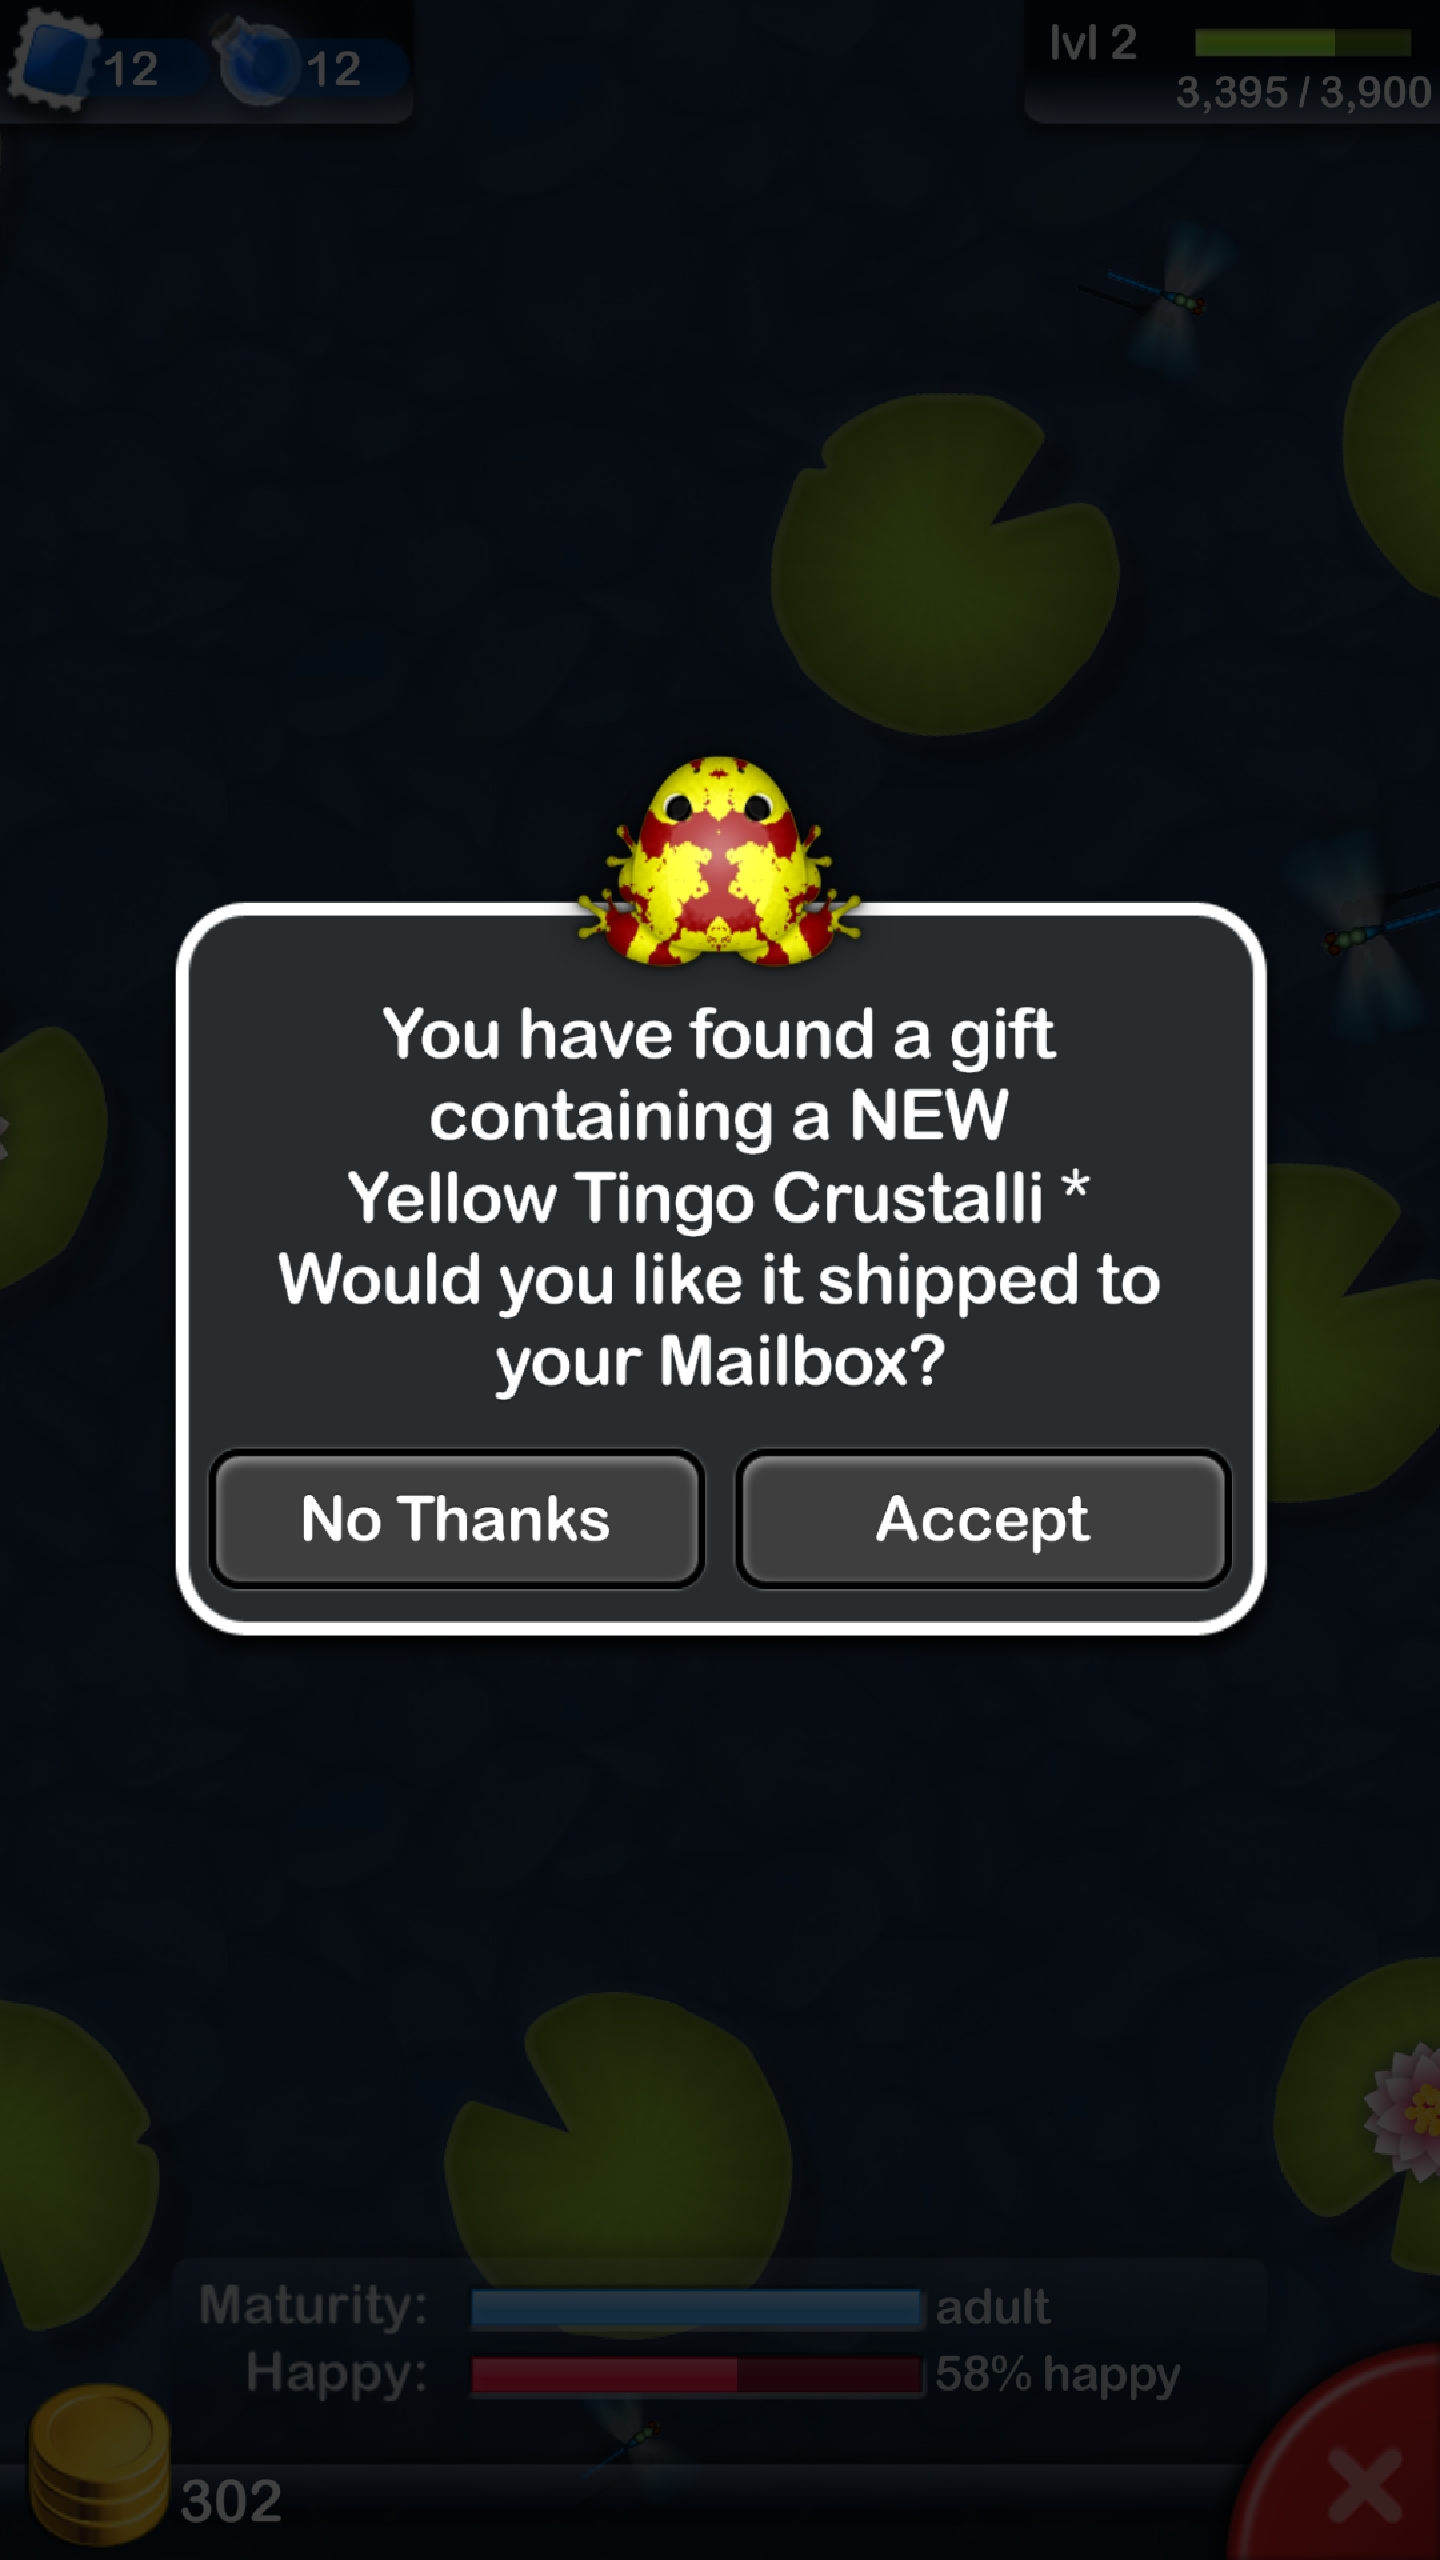 12
12
lvl 2
3,395 / 3,900
You have found a gift
containing a NEW
Yellow Tingo Crustalli *
Would you like it shipped to
your Mailbox?
No Thanks
Accept
Maturity:
adult
Happy:
58% happy
302